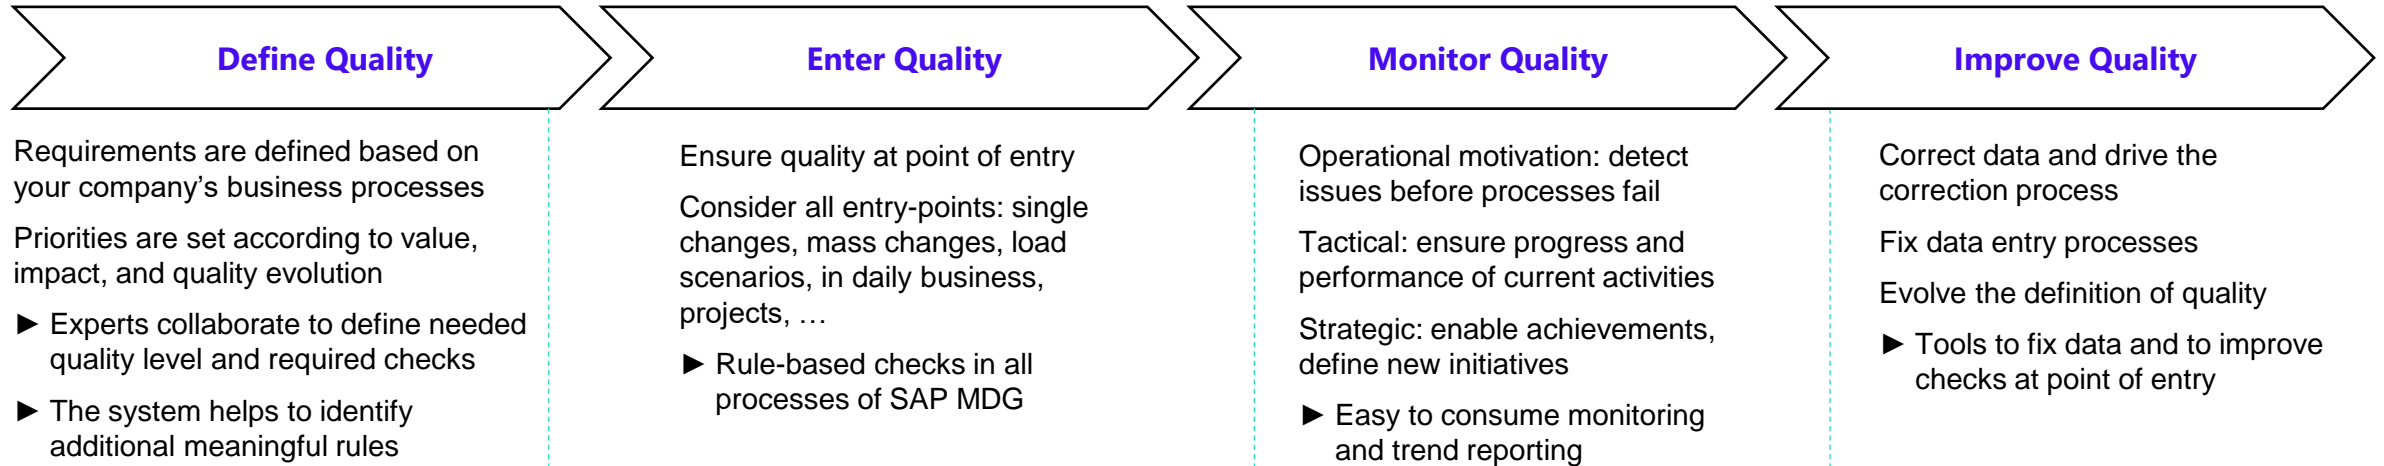 Define Quality
Requirements are defined based on
your company’s business processes
Priorities are set according to value,
impact, and quality evolution
► Experts collaborate to define needed
quality level and required checks
► The system helps to identify
additional meaningful rules
Enter Quality
Ensure quality at point of entry
Consider all entry-points: single
changes, mass changes, load
scenarios, in daily business,
projects, …
► Rule-based checks in all
processes of SAP MDG
Monitor Quality
Operational motivation: detect
issues before processes fail
Tactical: ensure progress and
performance of current activities
Strategic: enable achievements,
define new initiatives
► Easy to consume monitoring
and trend reporting
Improve Quality
Correct data and drive the
correction process
Fix data entry processes
Evolve the definition of quality
► Tools to fix data and to improve
checks at point of entry